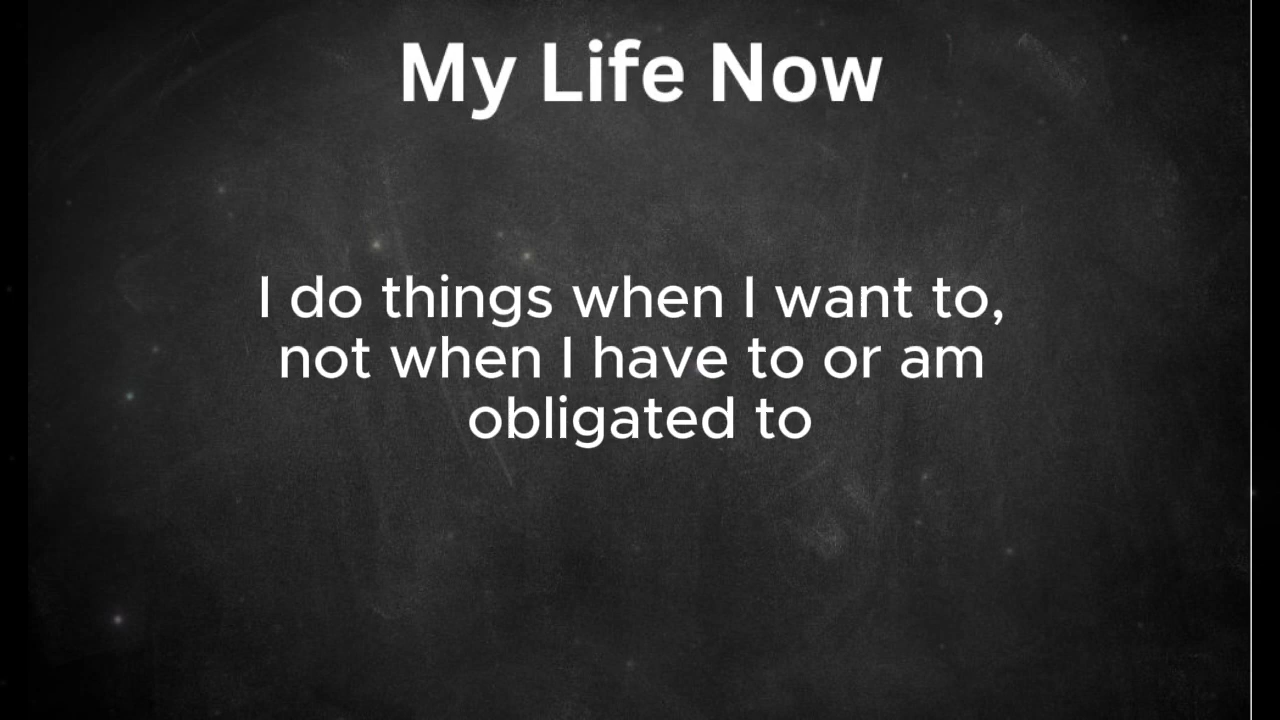 My Life Now
I do things when I want to,
not when I have to or am
obligated to